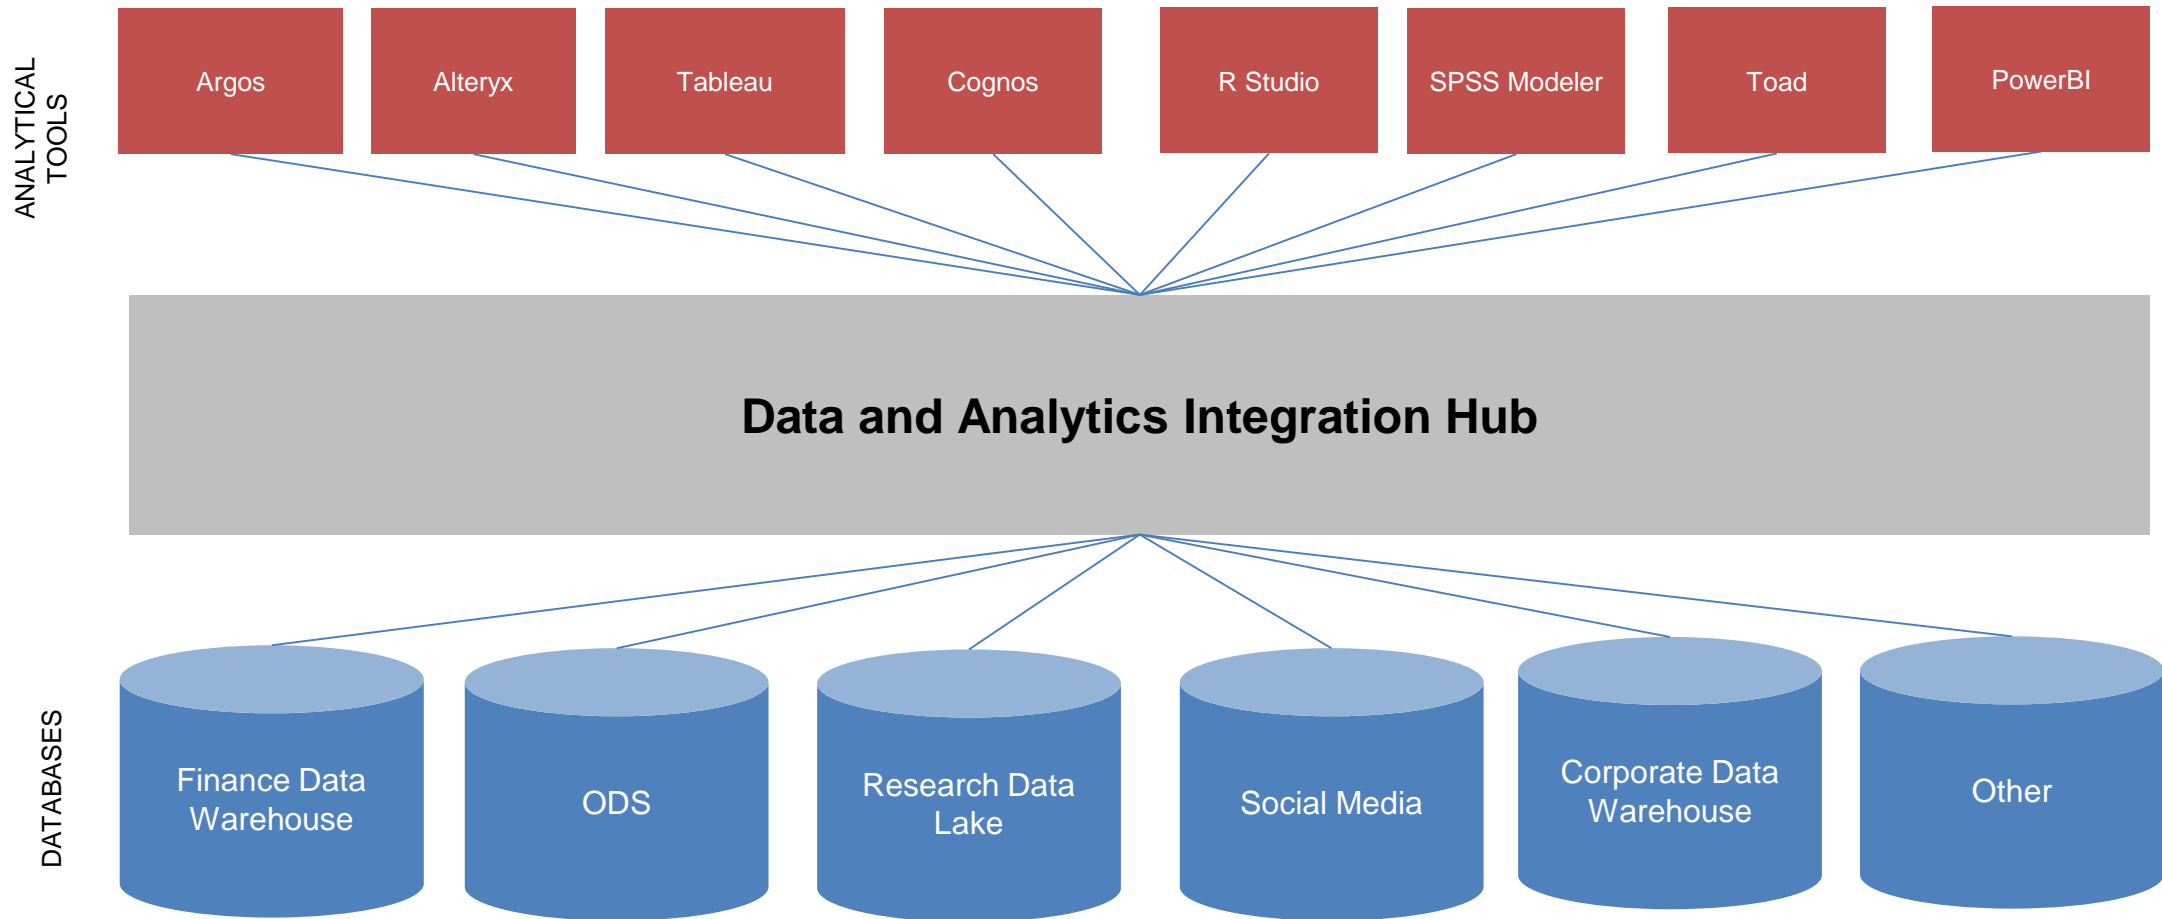 ANALYTICAL
TOOLS
Argos
Alteryx
Tableau
Cognos
R Studio
SPSS Modeler
Toad
PowerBI
Data and Analytics Integration Hub
DATABASES
Finance Data
Warehouse
ODS
Research Data
Lake
Social Media
Corporate Data
Warehouse
Other